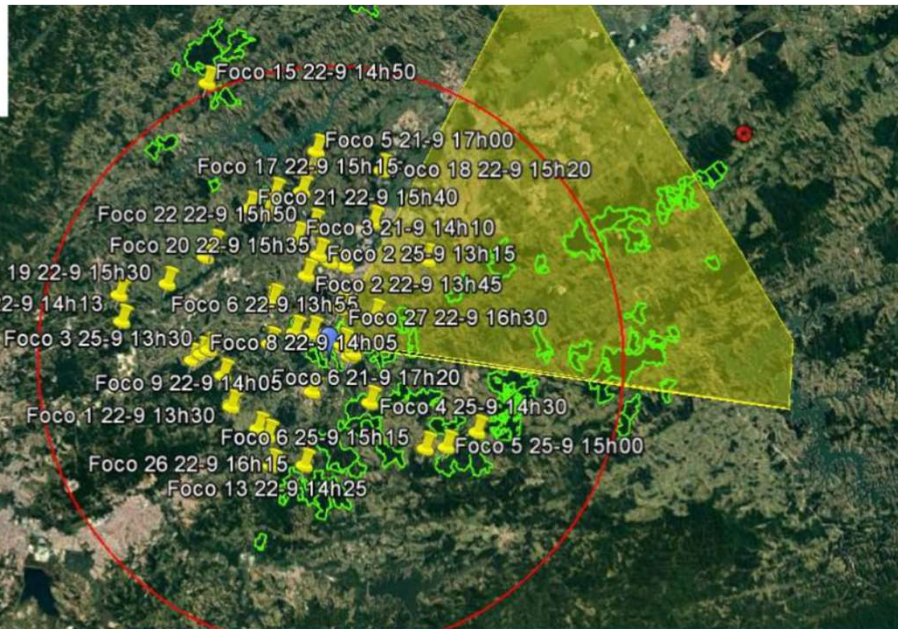 Foco 15 22-9 14h50
Foco 5 21-9 17h00
Foco 17 22-9 15h15
oco 18 22-9 15h20
Foco 21 22-9 15h40
Foco 22 22-9 15h50
Foco 3 21-9 14h10
Foco 20 22-9 15h35
Foco 2 25-9 13h15
19 22-9 15h30
Foco 2 22-9 13h45
2-9 14h13
Foco 6 22-9 13h55
Foco 27 22-9 16h30
Foco 3 25-9 13h30
Foco 8 22-9 14h05
Foco 9 22-9 14h05
Foco 6 21-9 17h20
Foco 1 22-9 13h30
Foco 4 25-9 14h30
Foco 6 25-9 15h15
Foco 5 25-9 15h00
Foco 26 22-9 16h15
Foco 13 22-9 14h25